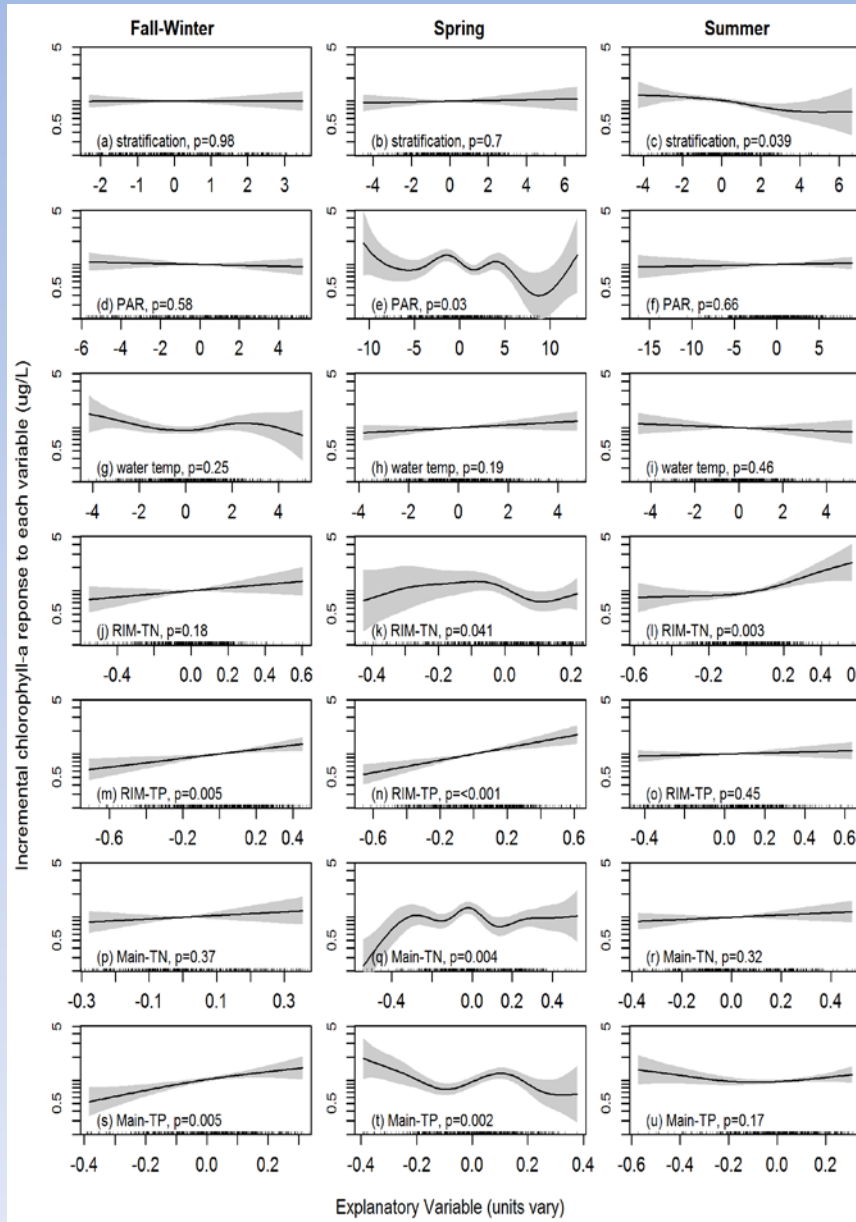 Fall-Winter Spring Summer
Incremental chlorophyll-a reponse to each variable (ug/L)
0.5 5 0.5 5 0.5 5
(a) stratification, p=0.98 (b) stratification, p=0.7 (c) stratification, p=0.039
-2 -1 0 1 2 3 -4 -2 0 2 4 6 -4 -2 0 2 4 6
0.5 5 0.5 5 0.5 5
(d) PAR, p=0.58 (e) PAR, p=0.03 (f) PAR, p=0.66
-6 -4 -2 0 2 4 -10 -5 0 5 10 -15 -10 -5 0 5
0.5 5 0.5 5 0.5 5
(g) water temp, p=0.25 (h) water temp, p=0.19 (i) water temp, p=0.46
-4 -2 0 2 4 -4 -2 0 2 4 -4 -2 0 2 4
0.5 5 0.5 5 0.5 5
(j) RIM-TN, p=0.18 (k) RIM-TN, p=0.041 (l) RIM-TN, p=0.003
-0.4 0.0 0.2 0.4 0.6 -0.4 -0.2 0.0 0.2 -0.6 -0.2 0.0 0.2 0.4
0.5 5 0.5 5 0.5 5
(m) RIM-TP, p=0.005 (n) RIM-TP, p=<0.001 (o) RIM-TP, p=0.45
-0.6 -0.2 0.0 0.2 0.4 -0.6 -0.2 0.0 0.2 0.4 0.6 -0.4 0.0 0.2 0.4 0.6
0.5 5 0.5 5 0.5 5
(p) Main-TN, p=0.37 (q) Main-TN, p=0.004 (r) Main-TN, p=0.32
-0.3 -0.1 0.0 0.1 0.2 0.3 -0.4 0.0 0.2 0.4 -0.4 -0.2 0.0 0.2 0.4
0.5 5 0.5 5 0.5 5
(s) Main-TP, p=0.005 (t) Main-TP, p=0.002 (u) Main-TP, p=0.17
-0.4 -0.2 0.0 0.2 -0.4 -0.2 0.0 0.2 0.4 -0.6 -0.4 -0.2 0.0 0.2
Explanatory Variable (units vary)